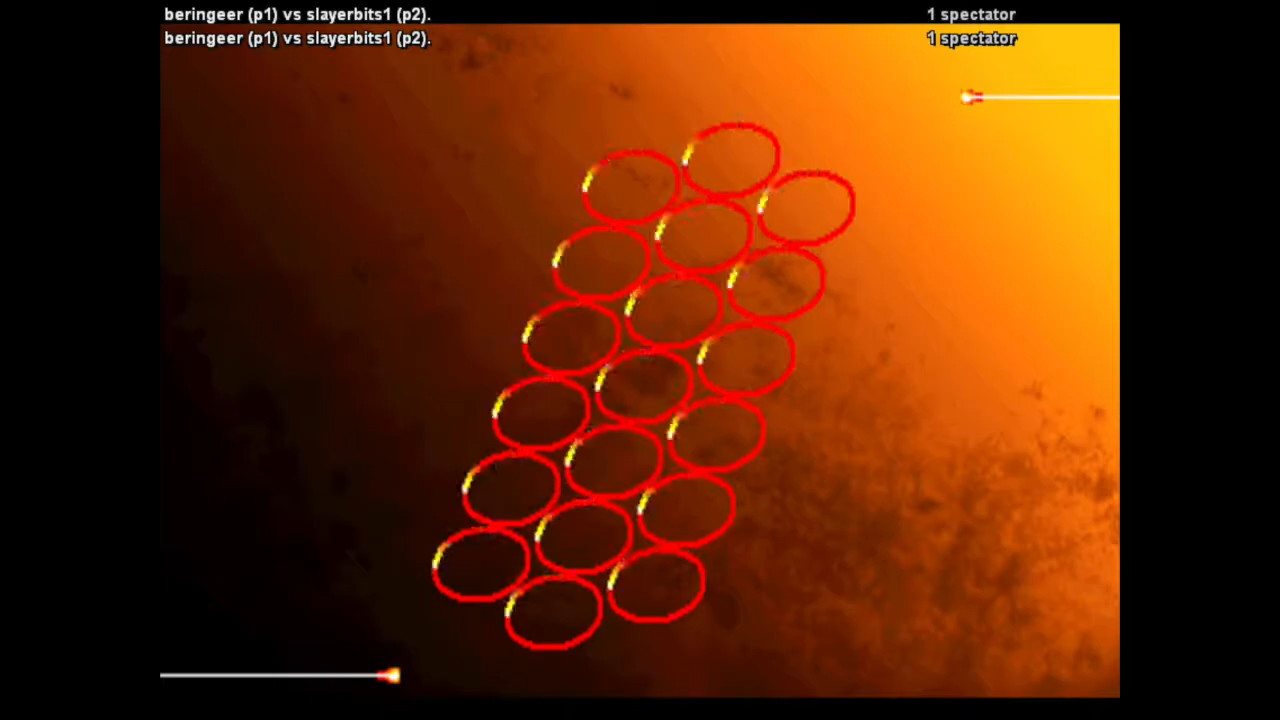 beringeer (p1) vs slayerbits1 (p2). 1 spectator
beringeer (p1) vs slayerbits1 (p2). 1 spectator